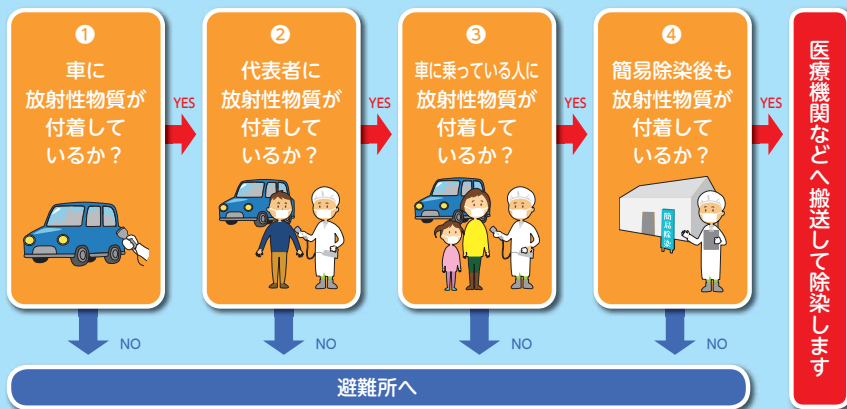 ❶
車に
放射性物質が
付着して
いるか？
YES
❷
代表者に
放射性物質が
付着して
いるか？
YES
❸
車に乗っている人に
放射性物質が
付着して
いるか？
YES
❹
簡易除染後も
放射性物質が
付着して
いるか？
簡易除染
YES
医療機関などへ搬送して除染します
NO
NO
NO
NO
避難所へ